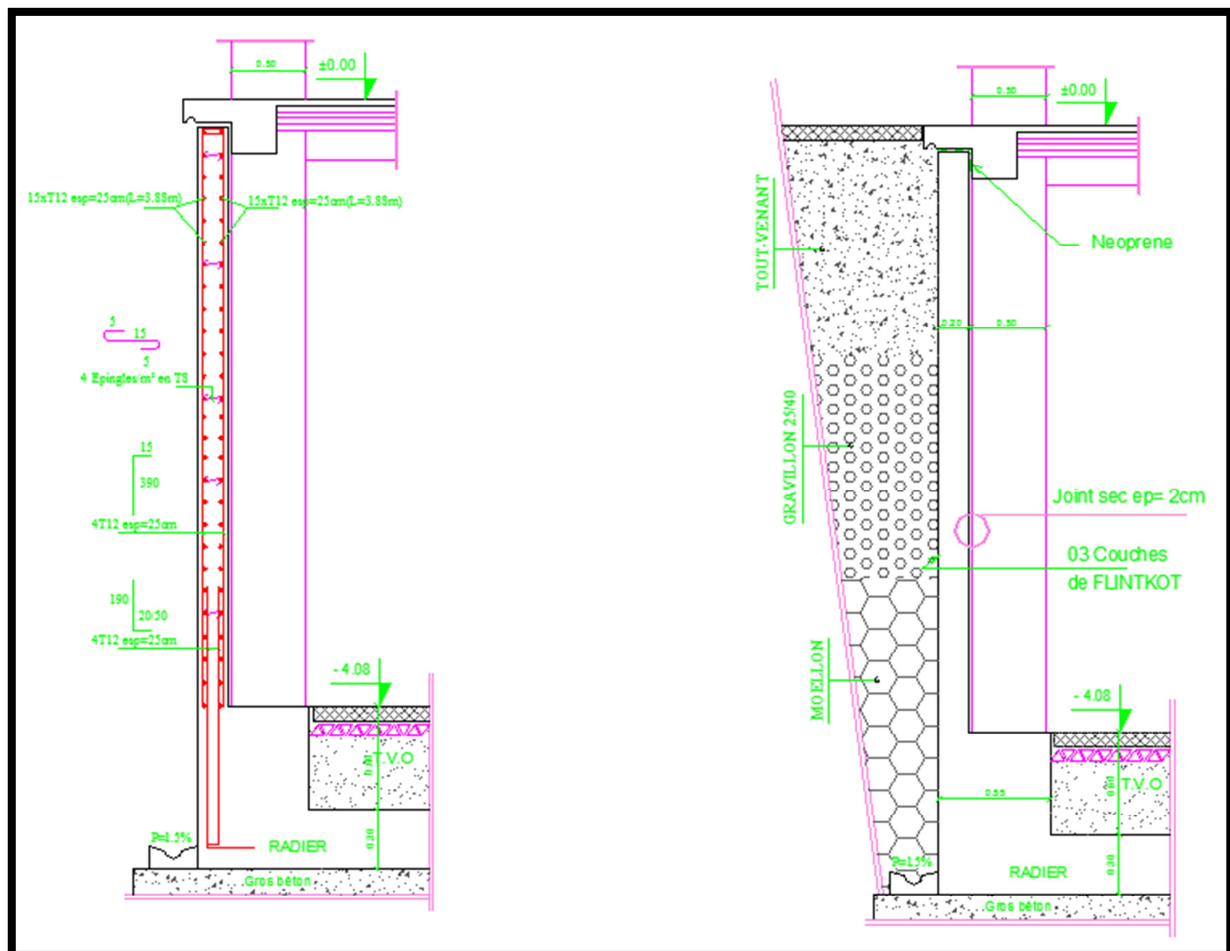 0.50
±0.00
15xT12 esp=25cm(L=3.88m)
15xT12 esp=25cm(L=3.88m)
5
15
5
4 Epingles/m² en T8
15
390
4T12 esp=25cm
190
20/50
4T12 esp=25cm
- 4.08
T.V.O
0.30
P=1.5%
RADIER
Gros béton
0.50
±0.00
TOUT-VENANT
Neoprene
0.20
0.50
GRAVILLON 25/40
Joint sec ep= 2cm
03 Couches
de FLINTKOT
MOELLON
- 4.08
T.V.O
0.30
P=1.5%
RADIER
Gros béton